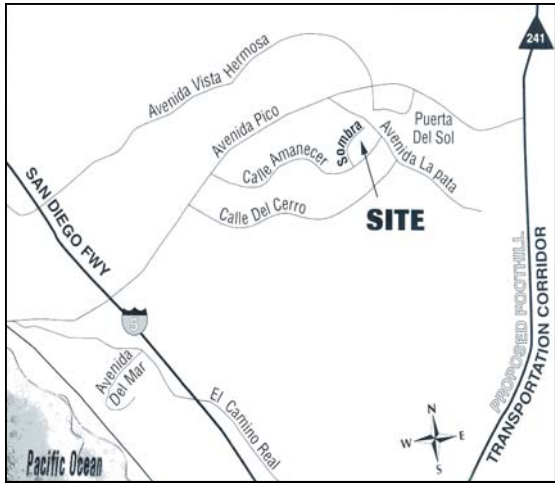 241
Avenida Vista Hermosa
Avenida Pico
Puerta
Del Sol
Sombra
Avenida La pata
Calle Amanecer
Calle Del Cerro
SITE
SAN DIEGO FWY
5
PROPOSED FOOTHILL
TRANSPORTATION CORRIDOR
Avenida
Del Mar
El Camino Real
N
W E
S
Pacific Ocean